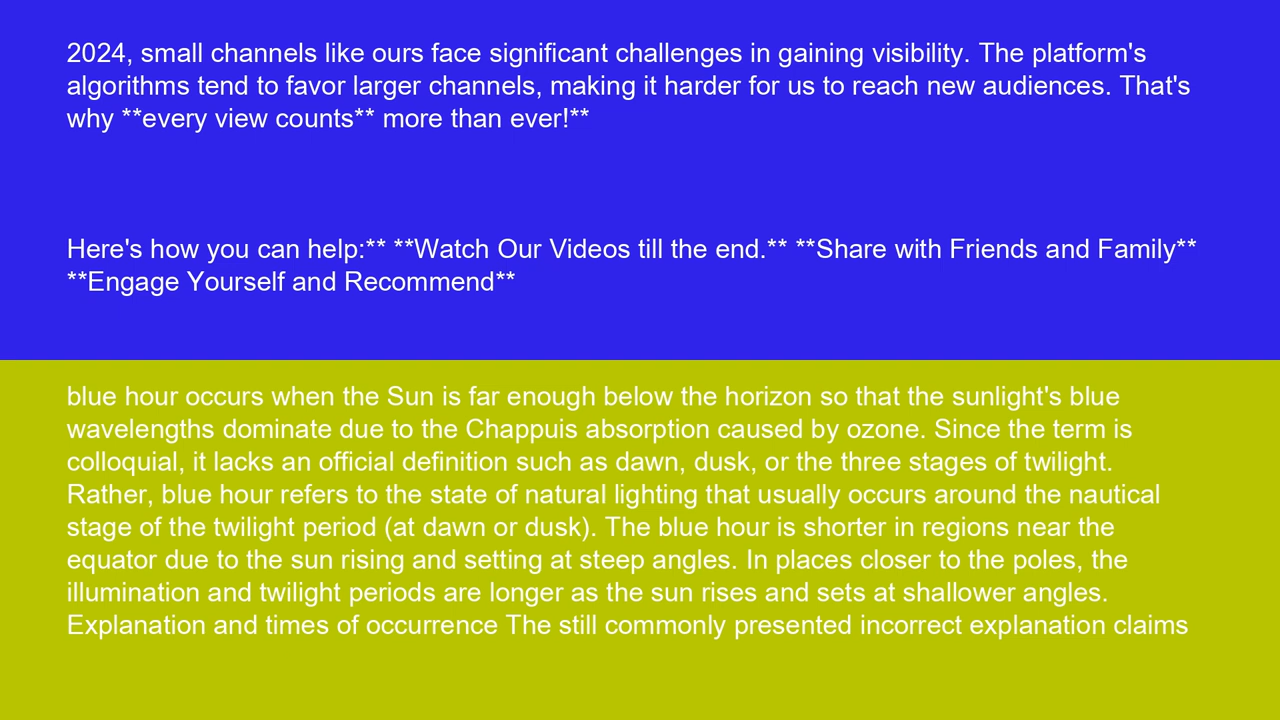 2024, small channels like ours face significant challenges in gaining visibility. The platform's
algorithms tend to favor larger channels, making it harder for us to reach new audiences. That's
why **every view counts** more than ever!**
Here's how you can help:** **Watch Our Videos till the end.** **Share with Friends and Family**
**Engage Yourself and Recommend**
blue hour occurs when the Sun is far enough below the horizon so that the sunlight's blue
wavelengths dominate due to the Chappuis absorption caused by ozone. Since the term is
colloquial, it lacks an official definition such as dawn, dusk, or the three stages of twilight.
Rather, blue hour refers to the state of natural lighting that usually occurs around the nautical
stage of the twilight period (at dawn or dusk). The blue hour is shorter in regions near the
equator due to the sun rising and setting at steep angles. In places closer to the poles, the
illumination and twilight periods are longer as the sun rises and sets at shallower angles.
Explanation and times of occurrence The still commonly presented incorrect explanation claims